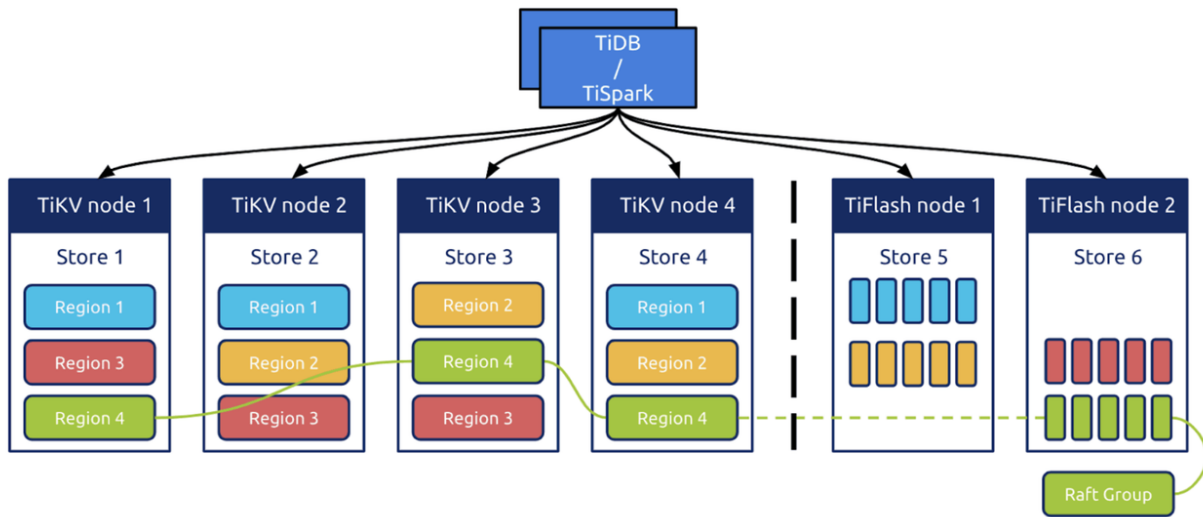 TiDB
/
TiSpark
TiKV node 1
Store 1
Region 1
Region 3
Region 4
TiKV node 2
Store 2
Region 1
Region 2
Region 3
TiKV node 3
Store 3
Region 2
Region 4
Region 3
TiKV node 4
Store 4
Region 1
Region 2
Region 4
TiFlash node 1
Store 5
TiFlash node 2
Store 6
Raft Group